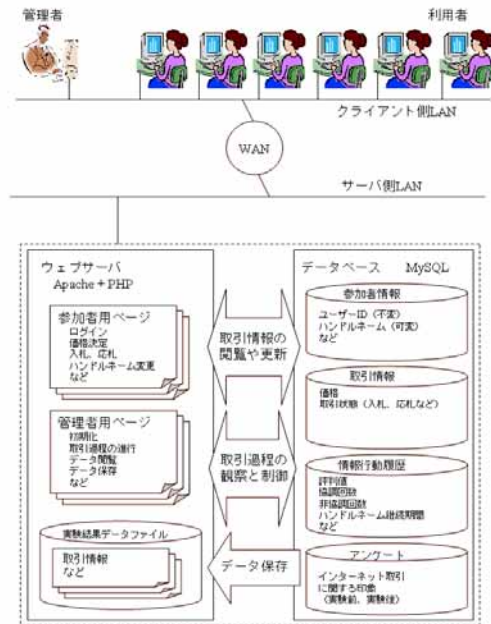 管理者
利用者
クライアント側LAN
WAN
サーバ側LAN
ウェブサーバ
Apache+PHP
参加者用ページ
ログイン
価格決定
入札、応札
ハンドルネーム変更
など
管理者用ページ
初期化
取引過程の進行
データ閲覧
データ保存
など
実験結果データファイル
取引情報
など
取引情報の
閲覧や更新
取引過程の
観察と制御
データ保存
データベース MySQL
参加者情報
ユーザーID(不変)
ハンドルネーム(可変)
など
取引情報
価格
取引状態(入札、応札など)
情報行動履歴
評判値
協調回数
非協調回数
ハンドルネーム継続期間
など
アンケート
インターネット取引
に関する印象
(実験前、実験後)